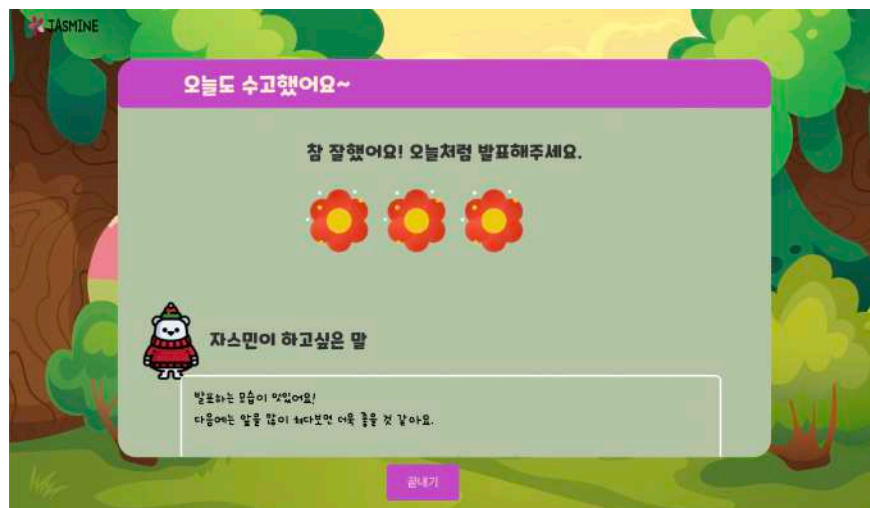 JASMINE
오늘도 수고했어요~
참 잘했어요! 오늘처럼 발표해주세요.
자스민이 하고싶은 말
발표하는 모습이 멋있어요!
다음에는 앞을 많이 쳐다보면 더욱 좋을 것 같아요.
끝내기